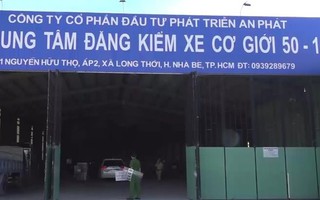 CÔNG TY CỔ PHẦN ĐẦU TƯ PHÁT TRIỂN AN PHÁT
UNG TÂM ĐĂNG KIỂM XE CƠ GIỚI 50 - 1
1 NGUYỄN HỮU THỌ, ẤP2, XÃ LONG THỚI, H. NHÀ BÈ, TP.HCM ĐT: 0939289679